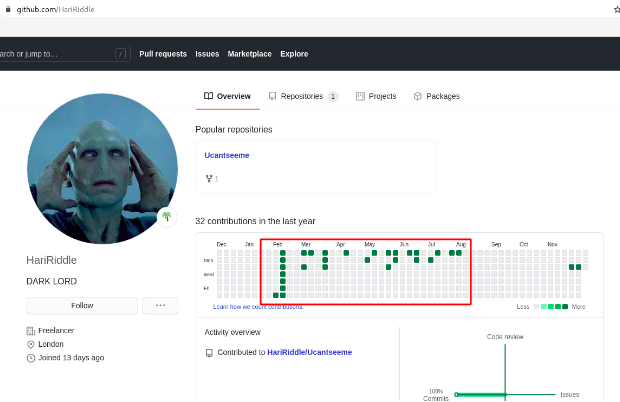 github.com/HariRiddle
arch or jump to…
/
Pull requests Issues Marketplace Explore
Overview Repositories 1 Projects Packages
Popular repositories
Ucantseeme
1
32 contributions in the last year
Dec Jan Feb Mar Apr May Jun Jul Aug Sep Oct Nov
Mon
Wed
Fri
Learn how we count contributions.
Less More
HariRiddle
DARK LORD
Follow
...
Freelancer
London
Joined 13 days ago
Activity overview
Contributed to HariRiddle/Ucantseeme
Code review
100%
Commits
Issues